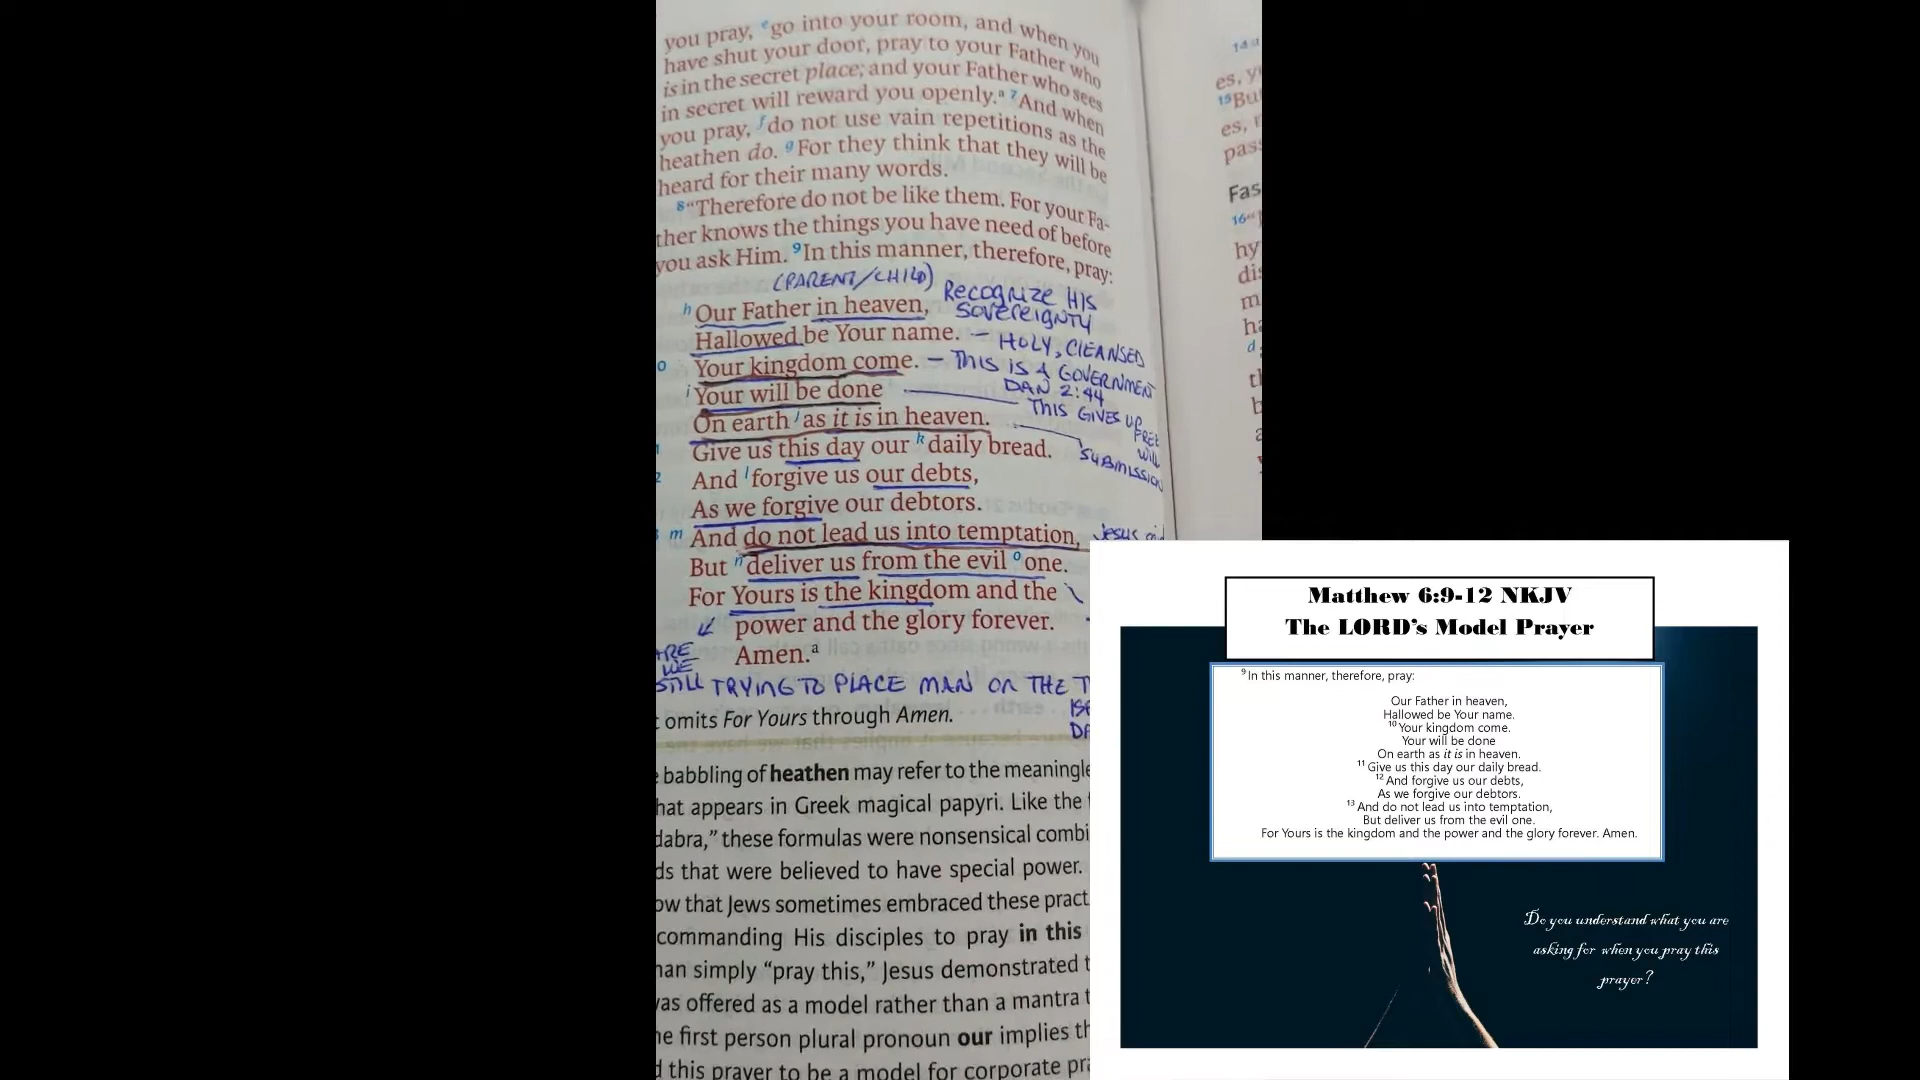 you pray, e go into your room, and when you
have shut your door, pray to your Father who
is in the secret place; and your Father who sees
in secret will reward you openly.a 7 And when
you pray, f do not use vain repetitions as the
heathen do. g For they think that they will be
heard for their many words.
8 “Therefore do not be like them. For your Fa-
ther knows the things you have need of before
you ask Him. 9 In this manner, therefore, pray:
(PARENT/CHILD)
h Our Father in heaven,
RECOGNIZE HIS
SOVEREIGNTY
Hallowed be Your name. – HOLY, CLEANSED
0 Your kingdom come. – THIS IS A GOVERNMENT
DAN 2:44
i Your will be done
THIS GIVES UP
FREE
WILL
On earth j as it is in heaven.
SUBMISSION
Give us this day our k daily bread.
2 And l forgive us our debts,
As we forgive our debtors.
m And do not lead us into temptation,
JESUS
But n deliver us from the evil o one.
For Yours is the kingdom and the
power and the glory forever.
Amen.a
ARE
WE
STILL TRYING TO PLACE MAN ON THE T
omits For Yours through Amen.
babbling of heathen may refer to the meaningle
hat appears in Greek magical papyri. Like the
dabra,” these formulas were nonsensical combi
ds that were believed to have special power.
ow that Jews sometimes embraced these pract
commanding His disciples to pray in this
han simply “pray this,” Jesus demonstrated t
was offered as a model rather than a mantra t
he first person plural pronoun our implies th
d this prayer to be a model for corporate pra
14
es, y
15 Bu
es,
pas
Fas
16 “
hy
di
m
ha
d
Matthew 6:9-12 NKJV
The LORD’s Model Prayer
9 In this manner, therefore, pray:
Our Father in heaven,
Hallowed be Your name.
10 Your kingdom come.
Your will be done
On earth as it is in heaven.
11 Give us this day our daily bread.
12 And forgive us our debts,
As we forgive our debtors.
13 And do not lead us into temptation,
But deliver us from the evil one.
For Yours is the kingdom and the power and the glory forever. Amen.
Do you understand what you are
asking for when you pray this
prayer?